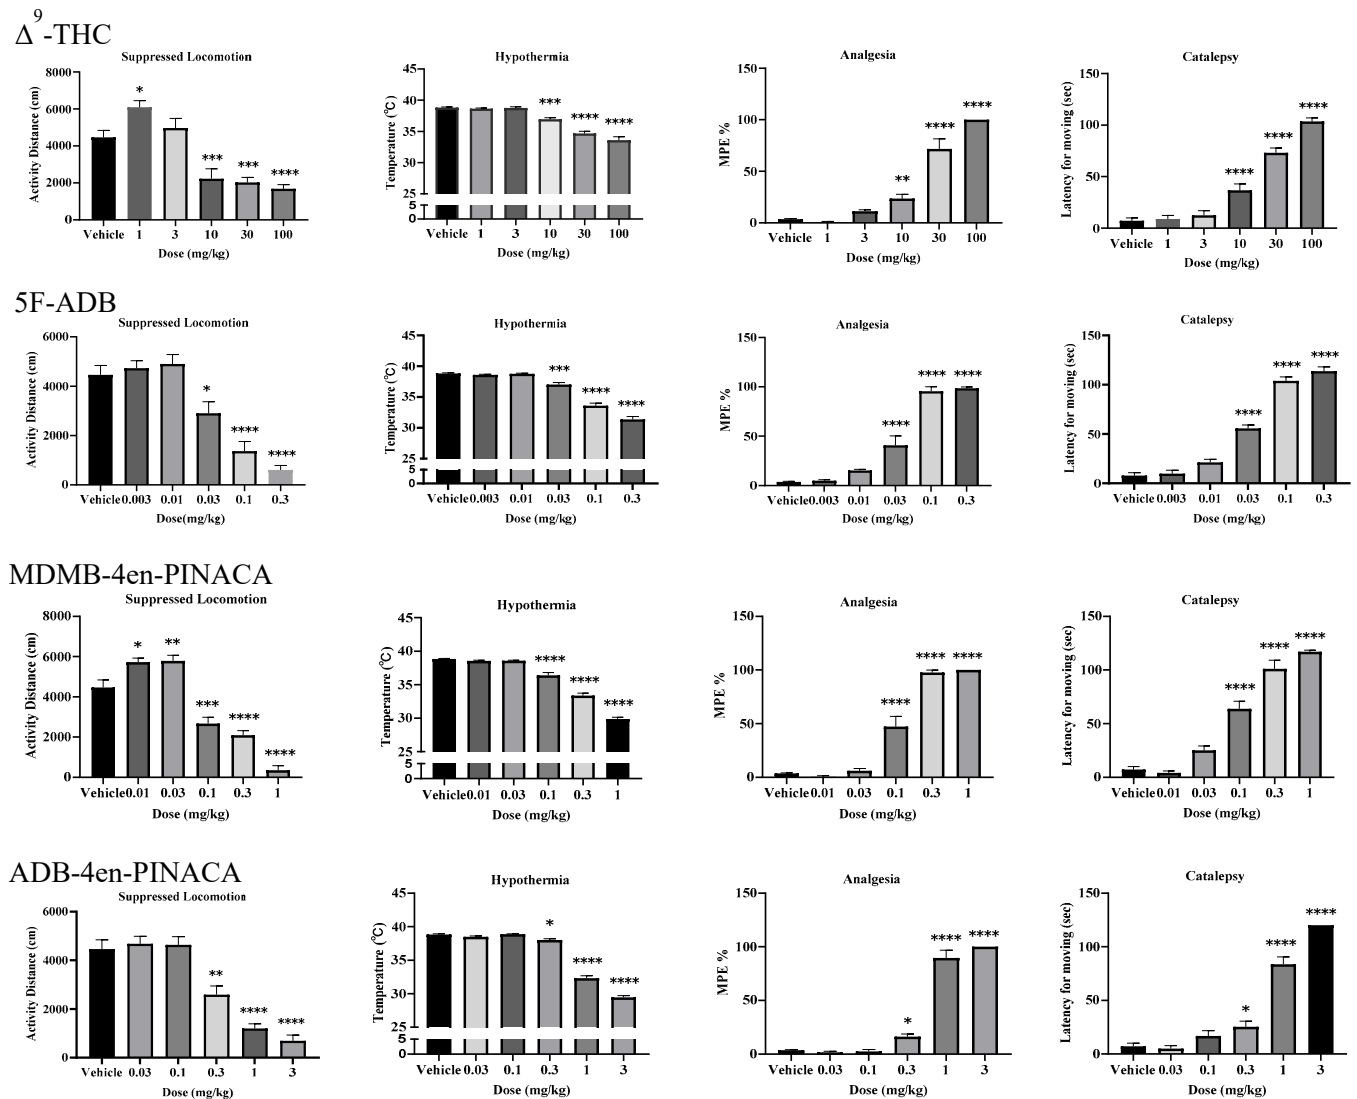 Δ⁹-THC
Suppressed Locomotion
Activity Distance (cm)
8000
6000
4000
2000
0
*
***
***
****
Vehicle 1 3 10 30 100
Dose (mg/kg)
Hypothermia
Temperature (℃)
45
40
35
30
25
5
0
***
****
****
1 3 10 30 100
Vehicle
Dose (mg/kg)
Analgesia
MPE %
150
100
50
0
**
****
****
Vehicle 1 3 10 30 100
Dose (mg/kg)
Catalepsy
Latency for moving (sec)
150
100
50
0
****
****
****
Vehicle 1 3 10 30 100
Dose (mg/kg)
5F-ADB
Suppressed Locomotion
Activity Distance (cm)
6000
4000
2000
0
*
****
****
Vehicle 0.003 0.01 0.03 0.1 0.3
Dose(mg/kg)
Hypothermia
Temperature (℃)
45
40
35
30
25
5
0
***
****
****
Vehicle 0.003 0.01 0.03 0.1 0.3
Dose (mg/kg)
Analgesia
MPE %
150
100
50
0
****
****
****
Vehicle 0.003 0.01 0.03 0.1 0.3
Dose (mg/kg)
Catalepsy
Latency for moving (sec)
150
100
50
0
****
****
****
Vehicle 0.003 0.01 0.03 0.1 0.3
Dose (mg/kg)
MDMB-4en-PINACA
Suppressed Locomotion
Activity Distance (cm)
8000
6000
4000
2000
0
*
**
***
****
****
Vehicle 0.01 0.03 0.1 0.3 1
Dose (mg/kg)
Hypothermia
Temperature (℃)
45
40
35
30
25
5
0
****
****
****
Vehicle 0.01 0.03 0.1 0.3 1
Dose (mg/kg)
Analgesia
MPE %
150
100
50
0
****
****
****
Vehicle 0.01 0.03 0.1 0.3 1
Dose (mg/kg)
Catalepsy
Latency for moving (sec)
150
100
50
0
****
****
****
Vehicle 0.01 0.03 0.1 0.3 1
Dose (mg/kg)
ADB-4en-PINACA
Suppressed Locomotion
Activity Distance (cm)
6000
4000
2000
0
**
****
****
Vehicle 0.03 0.1 0.3 1 3
Dose (mg/kg)
Hypothermia
Temperature (℃)
45
40
35
30
25
5
0
*
****
****
Vehicle 0.03 0.1 0.3 1 3
Dose (mg/kg)
Analgesia
MPE %
150
100
50
0
*
****
****
Vehicle 0.03 0.1 0.3 1 3
Dose (mg/kg)
Catalepsy
Latency for moving (sec)
150
100
50
0
*
****
****
Vehicle 0.03 0.1 0.3 1 3
Dose (mg/kg)